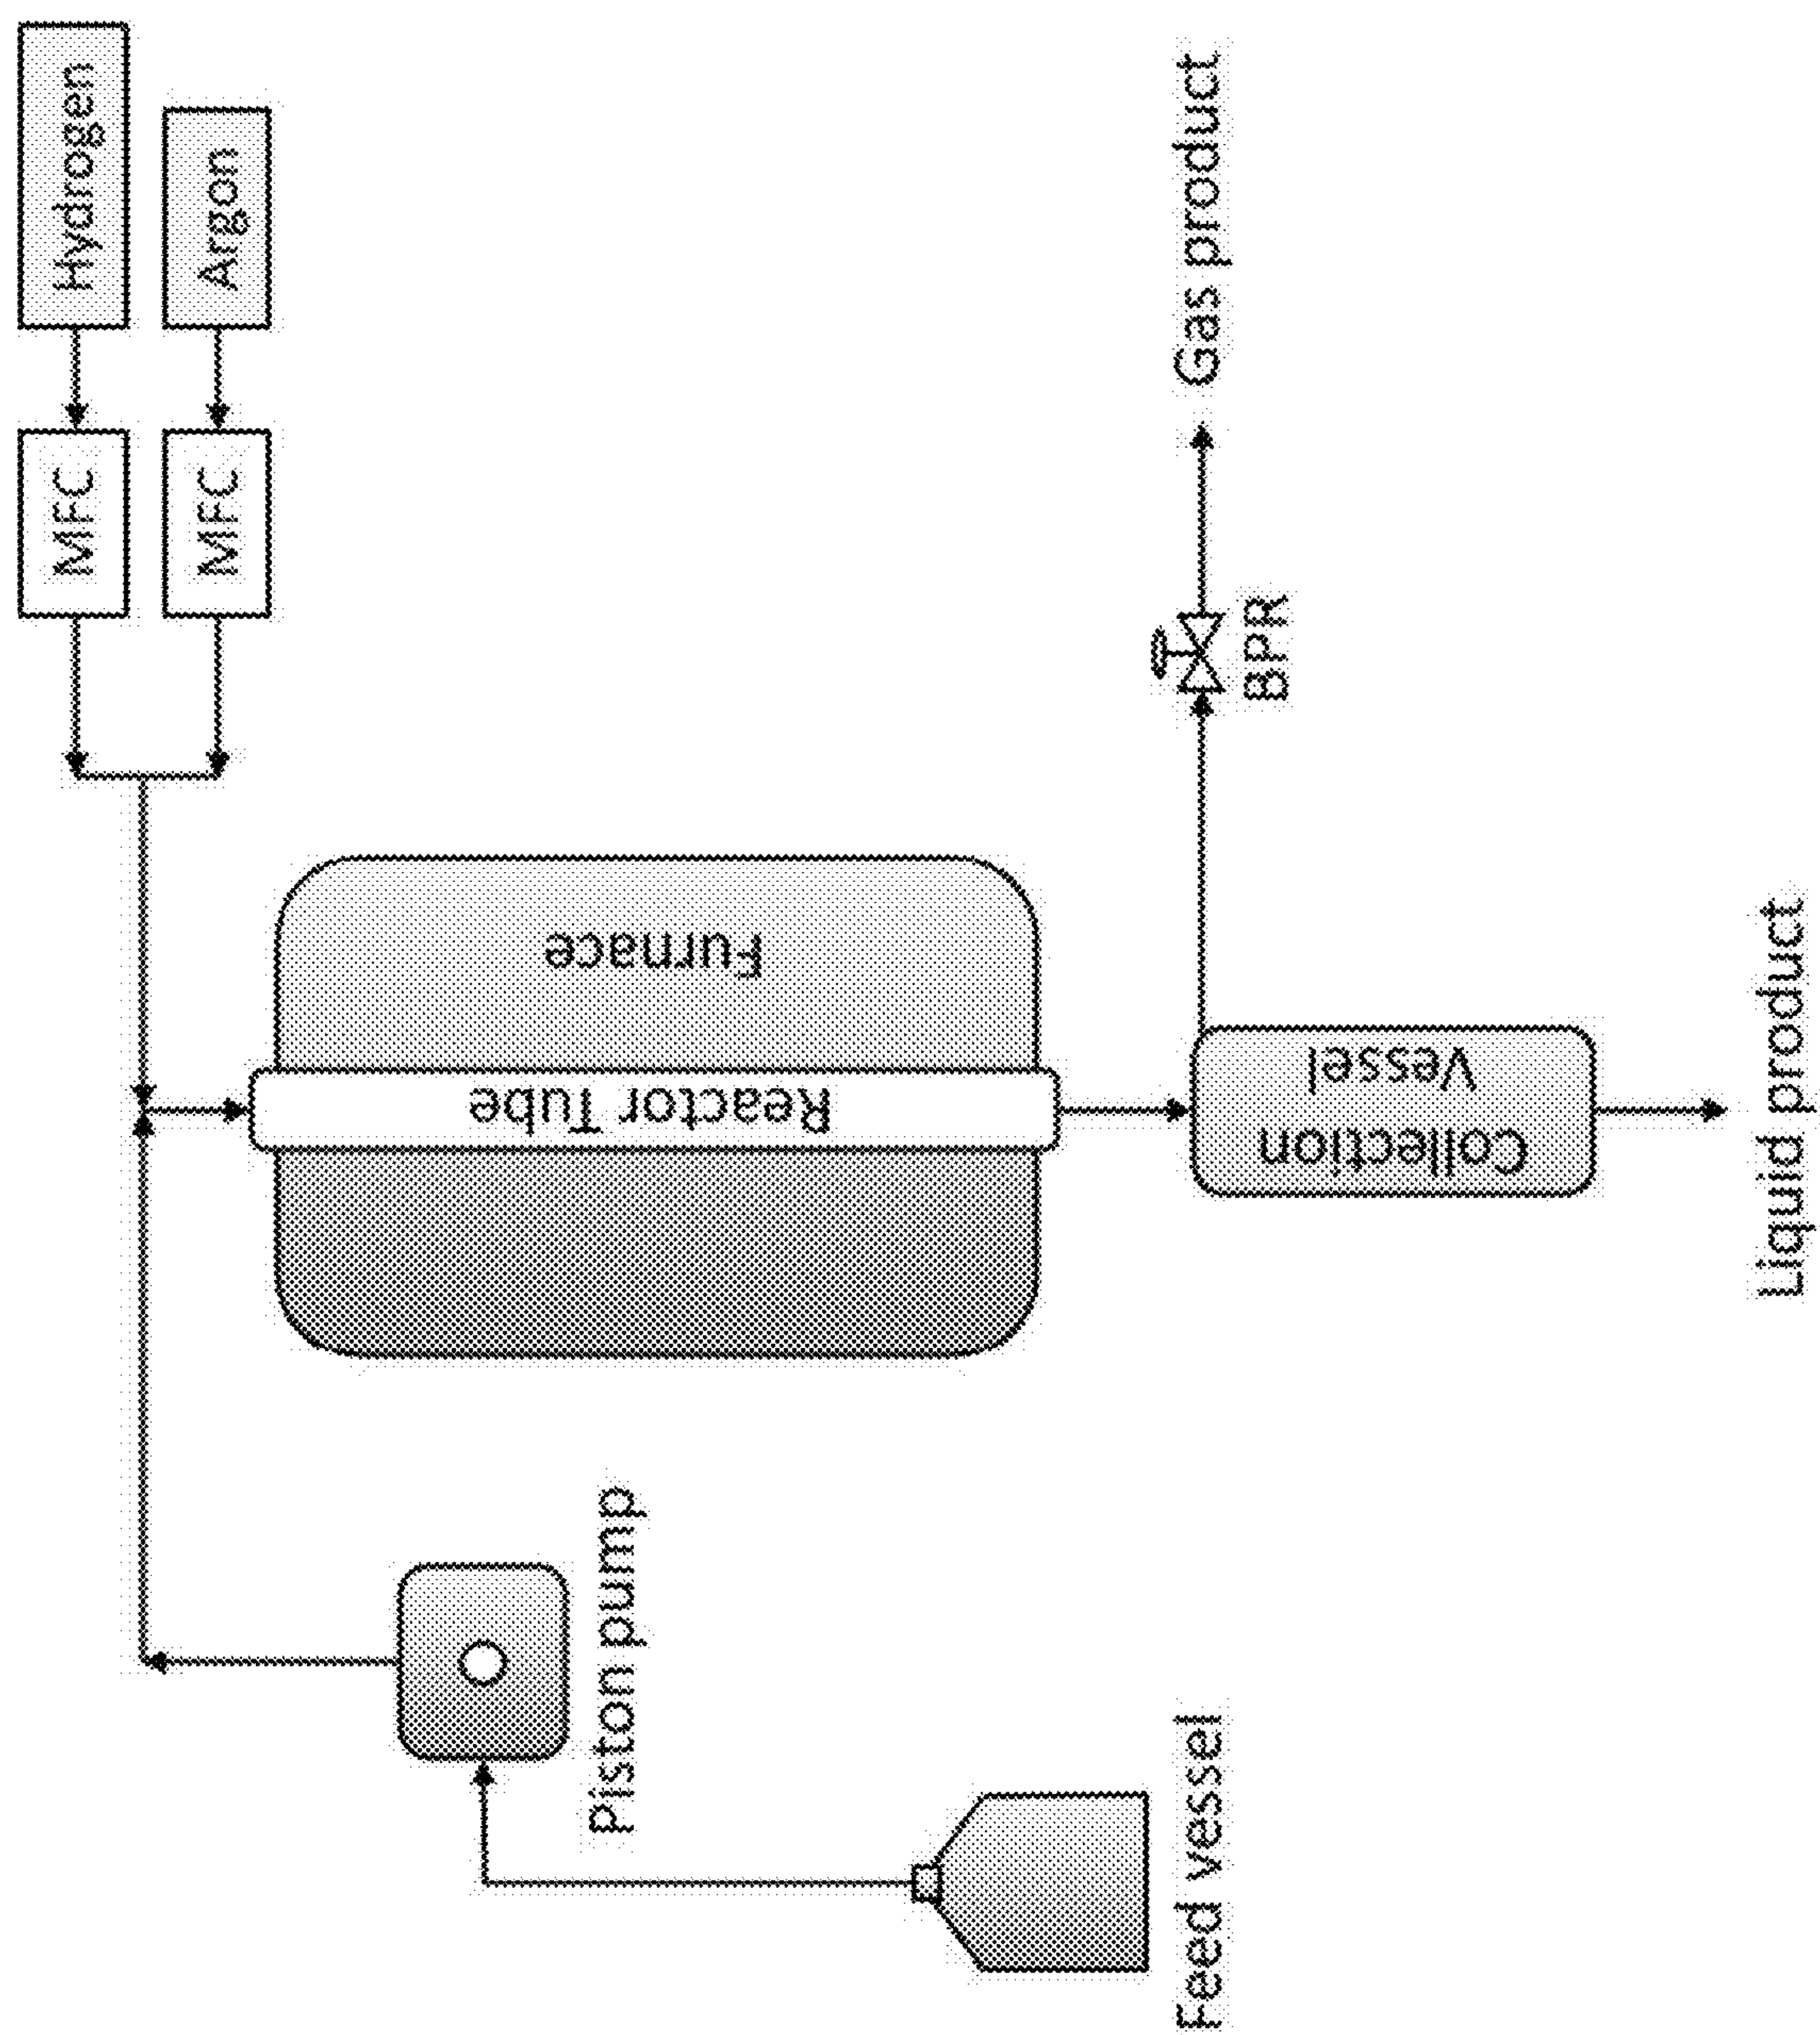 Hydrogen
MFC
Argon
MFC
Furnace
Reactor Tube
Piston pump
Feed vessel
Collection
Vessel
BPR
Gas product
Liquid product